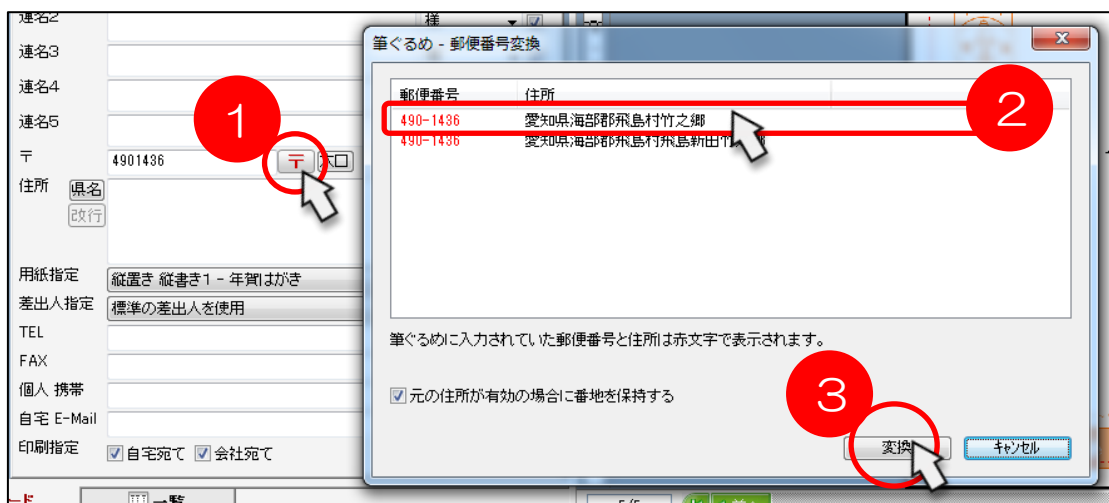 連名2
様
連名3
連名4
連名5
1
〒
4901436
〒
大口
住所
県名
改行
用紙指定
縦置き 縦書き1 - 年賀はがき
差出人指定
標準の差出人を使用
TEL
FAX
個人 携帯
自宅 E-Mail
印刷指定
自宅宛て
会社宛て
ード
一覧
5/5
筆ぐるめ - 郵便番号変換
郵便番号
住所
2
490-1436
愛知県海部郡飛島村竹之郷
490-1436
愛知県海部郡飛島村飛島新田竹
筆ぐるめに入力されていた郵便番号と住所は赤文字で表示されます。
元の住所が有効の場合に番地を保持する
3
変換
キャンセル